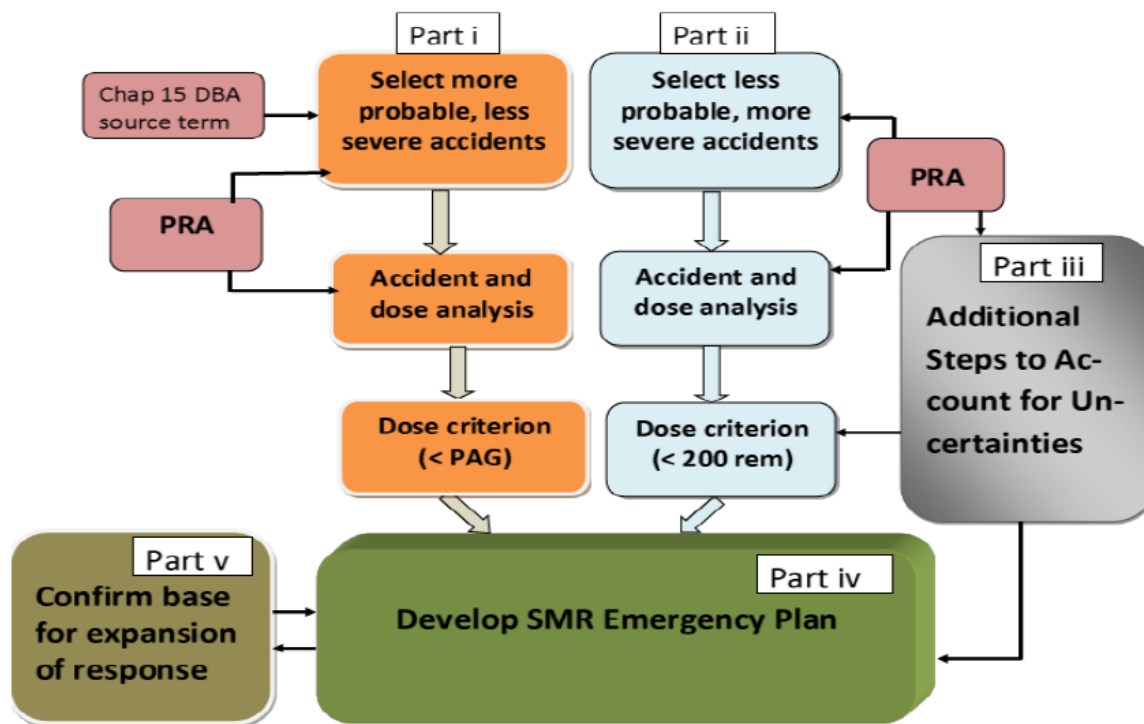 Part i
Select more
probable, less
severe accidents
Part ii
Select less
probable, more
severe accidents
Chap 15 DBA
source term
PRA
PRA
Accident and
dose analysis
Accident and
dose analysis
Part iii
Additional
Steps to Ac-
count for Un-
certainties
Dose criterion
(< PAG)
Dose criterion
(< 200 rem)
Part v
Confirm base
for expansion
of response
Part iv
Develop SMR Emergency Plan